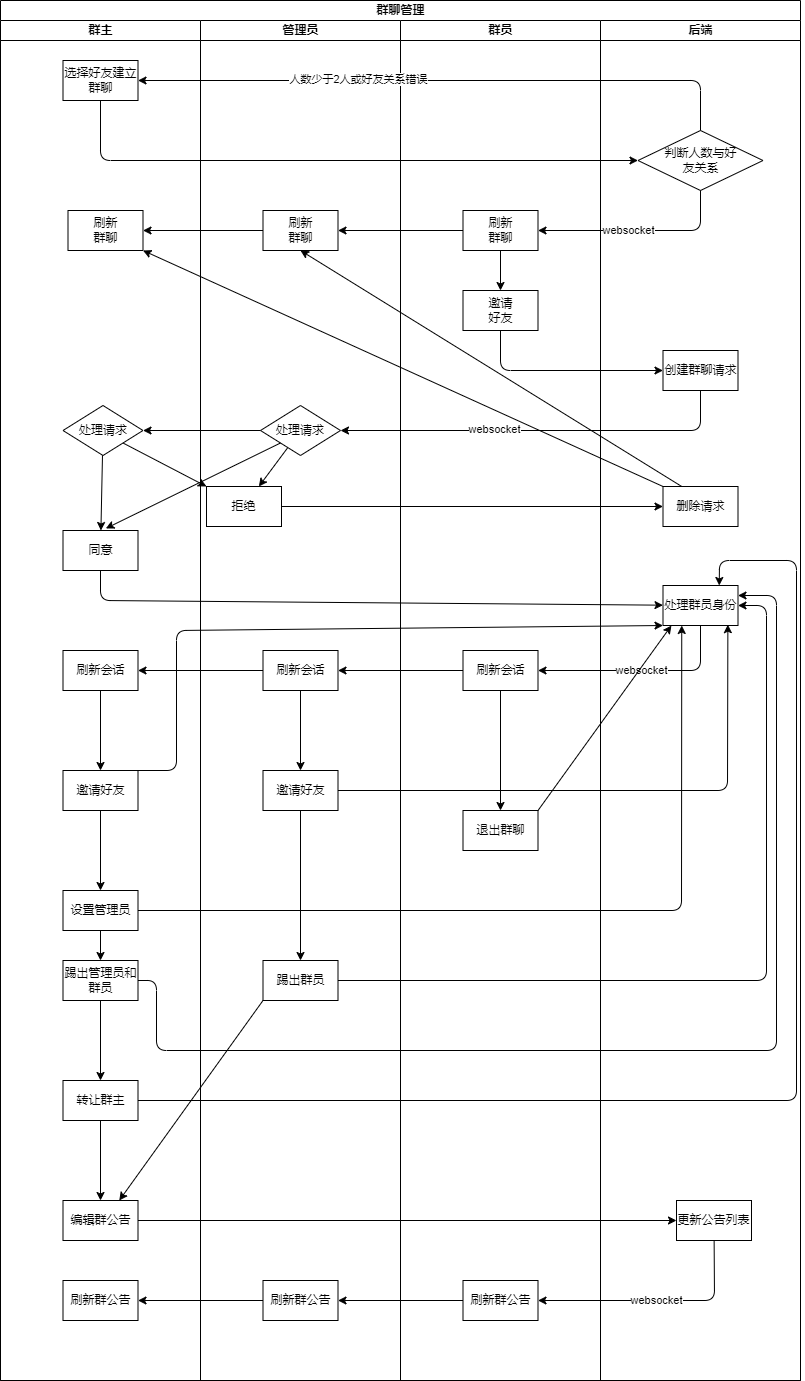 群聊管理
群主
管理员
群员
后端
选择好友建立
群聊
人数少于2人或好友关系错误
判断人数与好
友关系
刷新
群聊
刷新
群聊
刷新
群聊
websocket
邀请
好友
创建群聊请求
处理请求
处理请求
websocket
拒绝
删除请求
同意
处理群员身份
刷新会话
刷新会话
刷新会话
websocket
邀请好友
邀请好友
退出群聊
设置管理员
踢出管理员和
群员
踢出群员
转让群主
编辑群公告
更新公告列表
刷新群公告
刷新群公告
刷新群公告
websocket